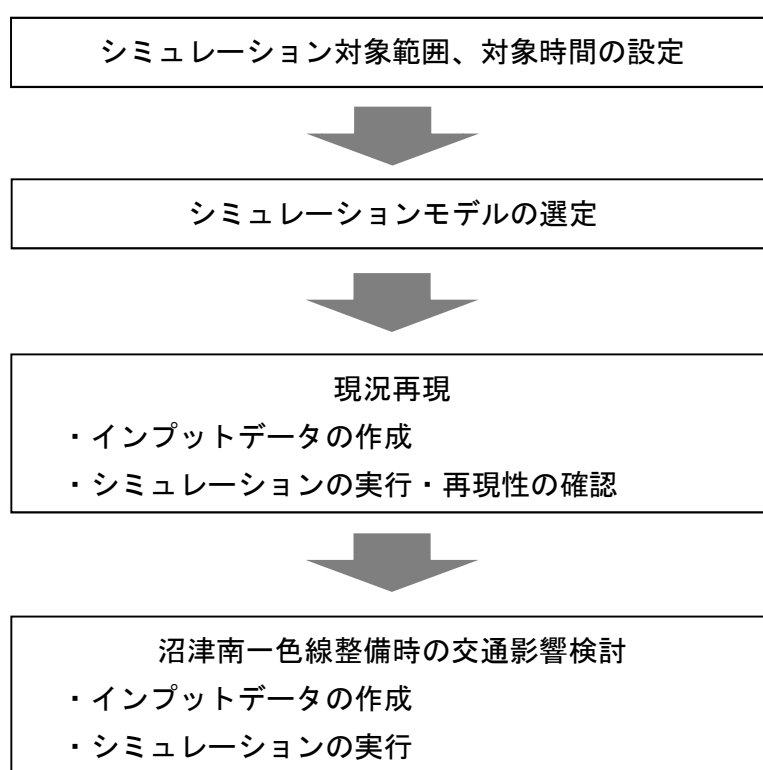 シミュレーション対象範囲、対象時間の設定
シミュレーションモデルの選定
現況再現
・インプットデータの作成
・シミュレーションの実行・再現性の確認
沼津南一色線整備時の交通影響検討
・インプットデータの作成
・シミュレーションの実行